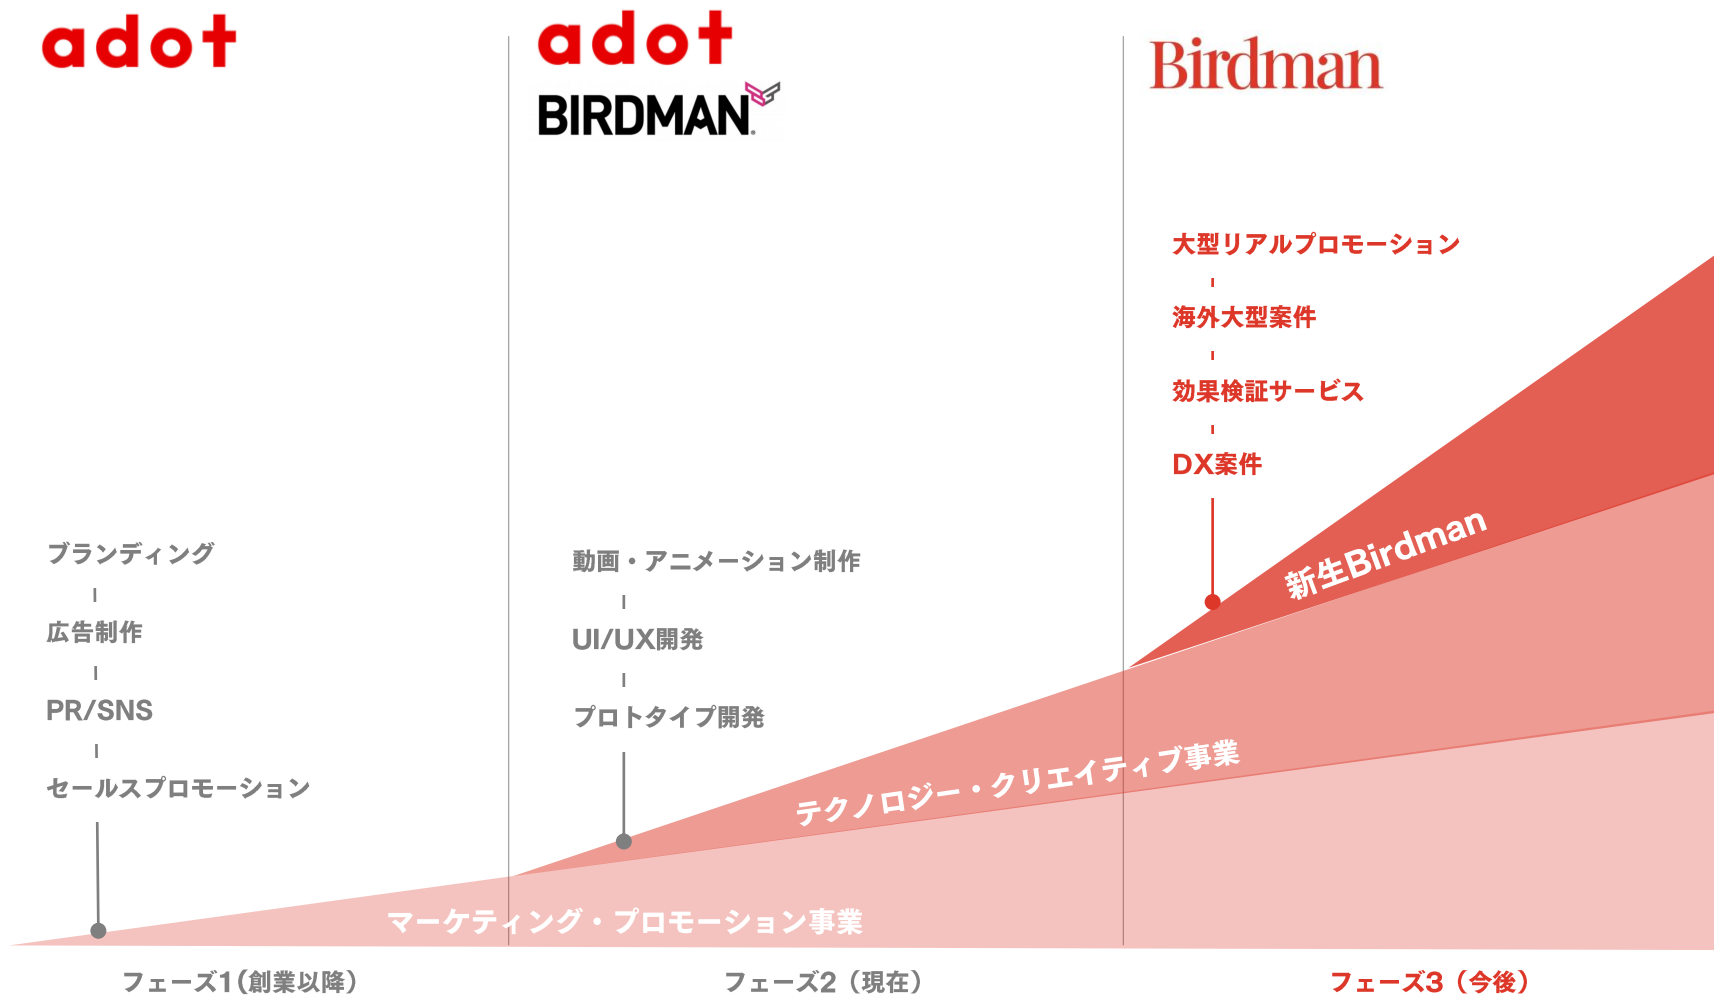 adot
ブランディング
広告制作
PR/SNS
セールスプロモーション
adot
BIRDMAN
動画・アニメーション制作
UI/UX開発
プロトタイプ開発
Birdman
大型リアルプロモーション
海外大型案件
効果検証サービス
DX案件
新生Birdman
テクノロジー・クリエイティブ事業
マーケティング・プロモーション事業
フェーズ1(創業以降)
フェーズ2（現在）
フェーズ3（今後）